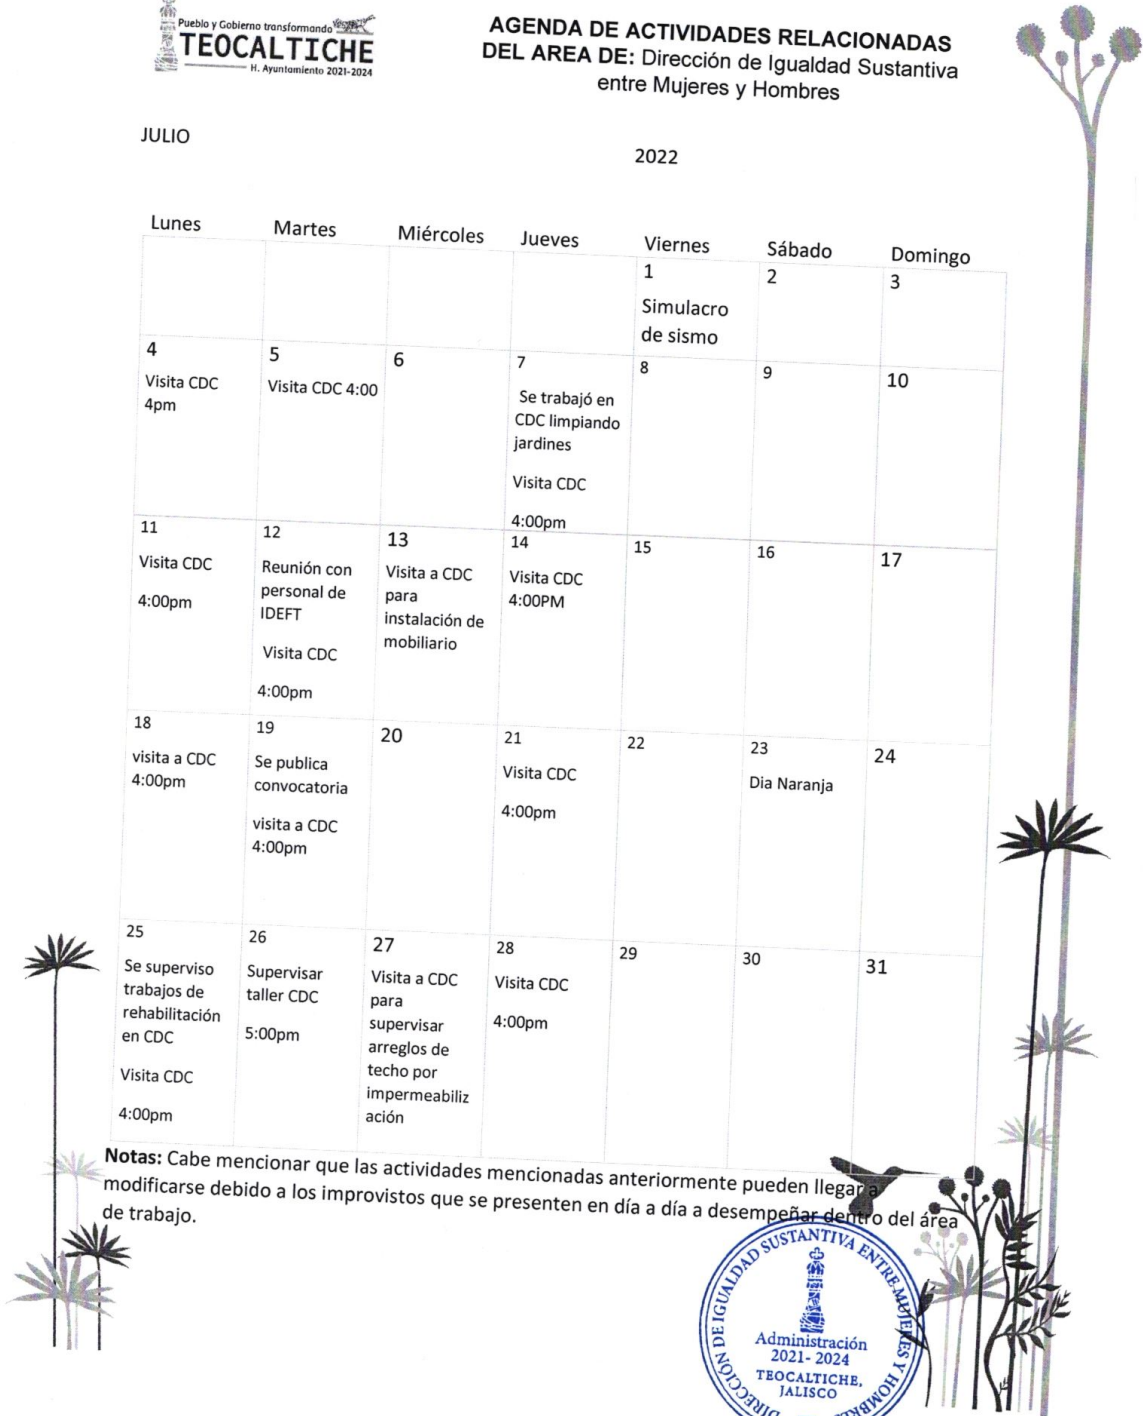 Pueblo y Gobierno transformando
TEOCALTICHE
H. Ayuntamiento 2021-2024
AGENDA DE ACTIVIDADES RELACIONADAS
DEL AREA DE: Dirección de Igualdad Sustantiva
entre Mujeres y Hombres
JULIO
2022
Lunes Martes Miércoles Jueves Viernes Sábado Domingo
1
Simulacro
de sismo
2
3
4
Visita CDC
4pm
5
Visita CDC 4:00
6
7
Se trabajó en
CDC limpiando
jardines
Visita CDC
4:00pm
8
9
10
11
Visita CDC
4:00pm
12
Reunión con
personal de
IDEFT
Visita CDC
4:00pm
13
Visita a CDC
para
instalación de
mobiliario
14
Visita CDC
4:00PM
15
16
17
18
visita a CDC
4:00pm
19
Se publica
convocatoria
visita a CDC
4:00pm
20
21
Visita CDC
4:00pm
22
23
Dia Naranja
24
25
Se superviso
trabajos de
rehabilitación
en CDC
Visita CDC
4:00pm
26
Supervisar
taller CDC
5:00pm
27
Visita a CDC
para
supervisar
arreglos de
techo por
impermeabiliz
ación
28
Visita CDC
4:00pm
29
30
31
Notas: Cabe mencionar que las actividades mencionadas anteriormente pueden llegar a
modificarse debido a los improvistos que se presenten en día a día a desempeñar dentro del área
de trabajo.
DIRECCIÓN DE IGUALDAD SUSTANTIVA ENTRE MUJERES Y HOMBRES
Administración
2021- 2024
TEOCALTICHE,
JALISCO